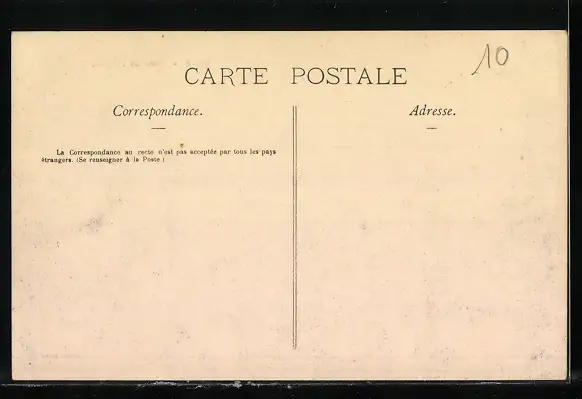 10
CARTE POSTALE
Correspondance.
Adresse.
La Correspondance au recto n'est pas acceptée par tous les pays
étrangers. (Se renseigner à la Poste)